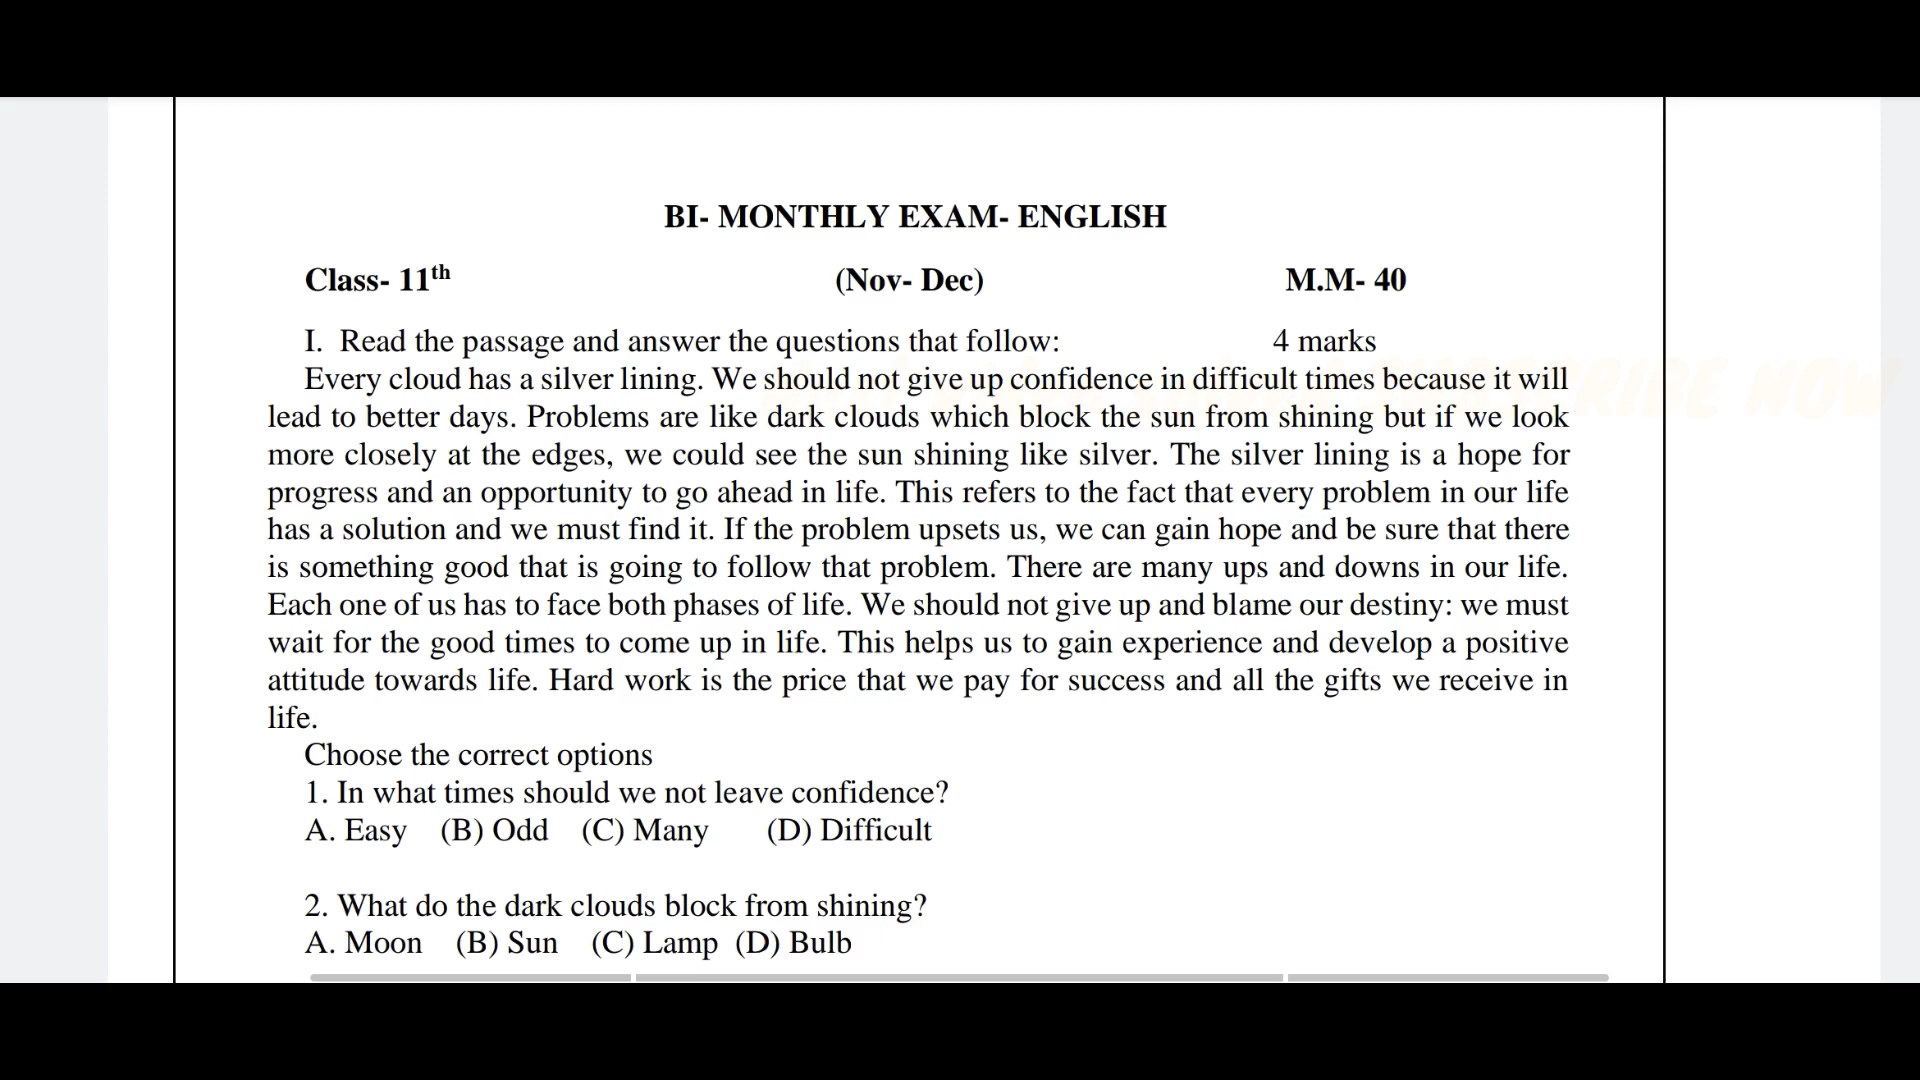 BI- MONTHLY EXAM- ENGLISH
Class- 11th (Nov- Dec) M.M- 40
I. Read the passage and answer the questions that follow: 4 marks
Every cloud has a silver lining. We should not give up confidence in difficult times because it will
lead to better days. Problems are like dark clouds which block the sun from shining but if we look
more closely at the edges, we could see the sun shining like silver. The silver lining is a hope for
progress and an opportunity to go ahead in life. This refers to the fact that every problem in our life
has a solution and we must find it. If the problem upsets us, we can gain hope and be sure that there
is something good that is going to follow that problem. There are many ups and downs in our life.
Each one of us has to face both phases of life. We should not give up and blame our destiny: we must
wait for the good times to come up in life. This helps us to gain experience and develop a positive
attitude towards life. Hard work is the price that we pay for success and all the gifts we receive in
life.
Choose the correct options
1. In what times should we not leave confidence?
A. Easy (B) Odd (C) Many (D) Difficult
2. What do the dark clouds block from shining?
A. Moon (B) Sun (C) Lamp (D) Bulb
SUBSCRIBE NOW